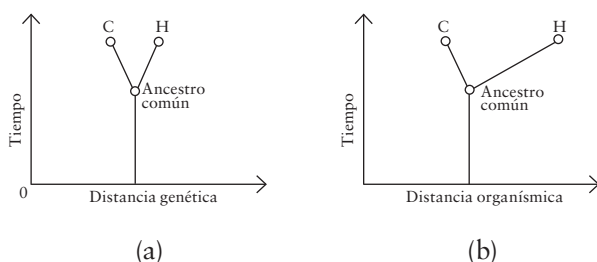 C
H
Ancestro
común
Tiempo
0
Distancia genética
(a)
C
H
Ancestro
común
Tiempo
Distancia organísmica
(b)